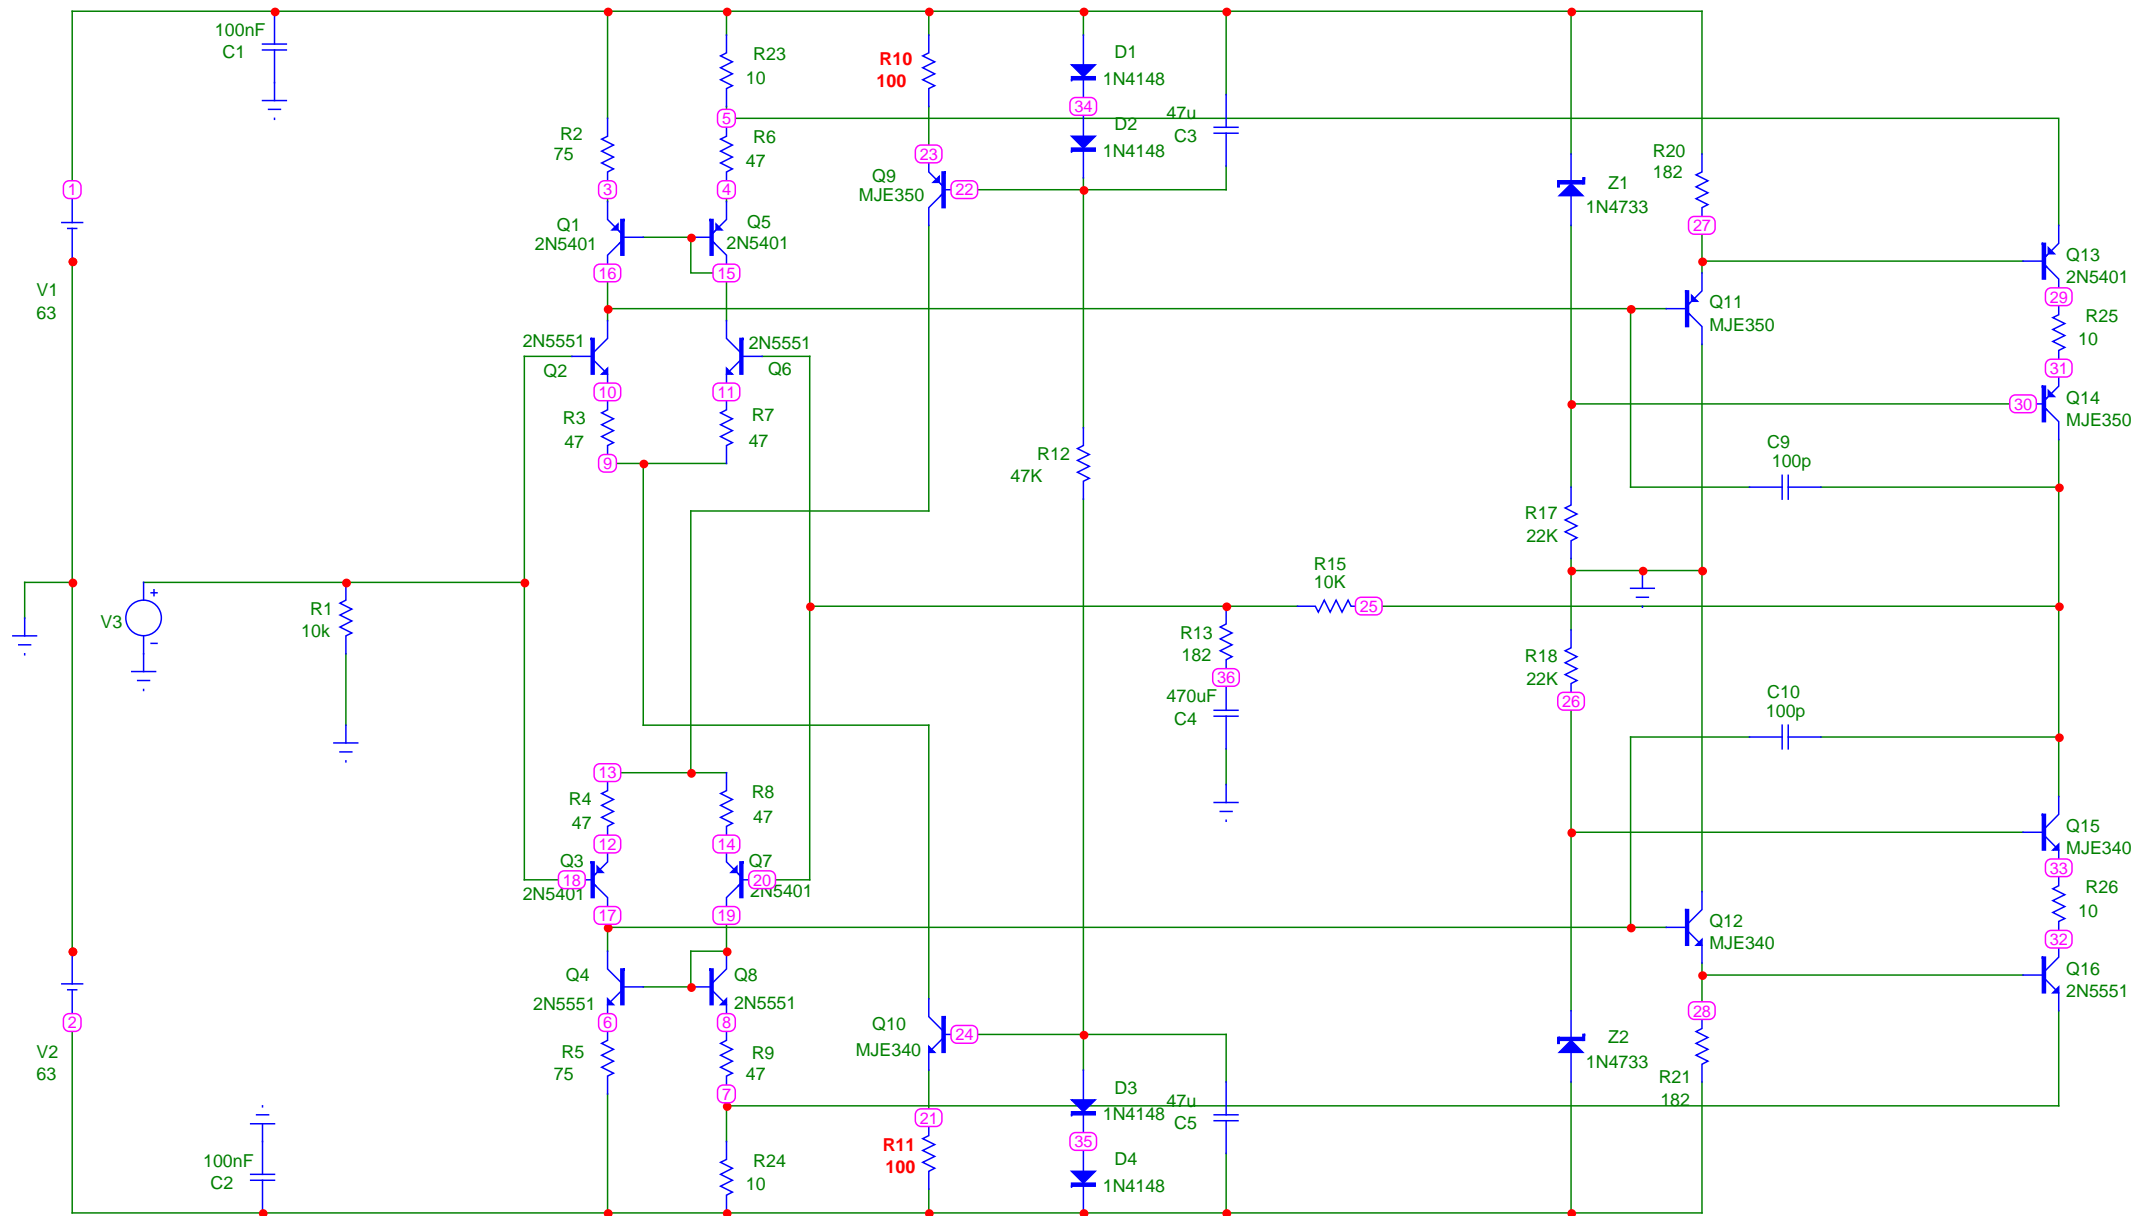 100nF
C1
R23
10
R10
100
D1
1N4148
34
5
47u
C3
D2
1N4148
R2
75
R6
47
23
R20
182
1
3
4
Q9
MJE350
22
Z1
1N4733
27
Q1
2N5401
Q5
2N5401
Q13
2N5401
16
15
29
V1
63
Q11
MJE350
R25
10
2N5551
Q2
2N5551
Q6
31
10
11
30
Q14
MJE350
R3
47
R7
47
9
R12
47K
C9
100p
R17
22K
R15
10K
25
V3
+
−
R1
10k
R13
182
36
R18
22K
26
470uF
C4
C10
100p
13
R4
47
R8
47
12
14
Q3
18
2N5401
Q7
20
2N5401
Q15
MJE340
33
17
19
R26
10
Q12
MJE340
32
Q4
2N5551
Q8
2N5551
Q16
2N5551
6
8
28
2
Q10
MJE340
24
R5
75
R9
47
Z2
1N4733
V2
63
7
R21
182
D3
1N4148
47u
C5
21
R11
100
35
100nF
C2
R24
10
D4
1N4148